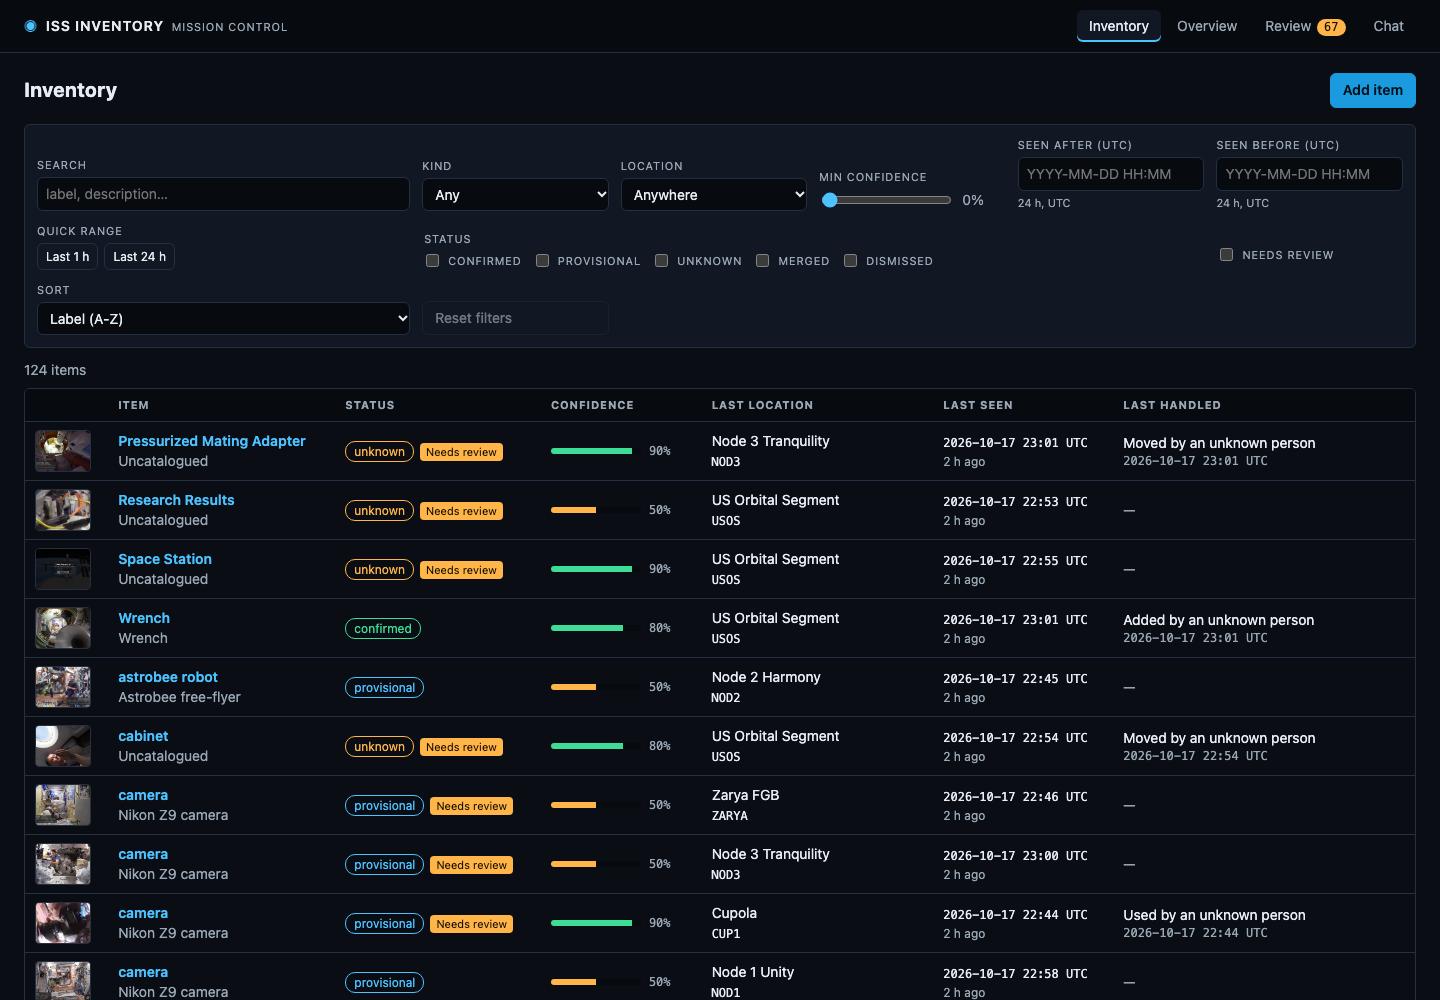 ISS INVENTORY MISSION CONTROL
Inventory Overview Review 67 Chat
Inventory
Add item
SEARCH
label, description...
KIND
Any
LOCATION
Anywhere
MIN CONFIDENCE
0%
SEEN AFTER (UTC)
YYYY-MM-DD HH:MM
24 h, UTC
SEEN BEFORE (UTC)
YYYY-MM-DD HH:MM
24 h, UTC
QUICK RANGE
Last 1 h Last 24 h
STATUS
CONFIRMED PROVISIONAL UNKNOWN MERGED DISMISSED
NEEDS REVIEW
SORT
Label (A-Z)
Reset filters
124 items
ITEM STATUS CONFIDENCE LAST LOCATION LAST SEEN LAST HANDLED
Pressurized Mating Adapter
Uncatalogued
unknown Needs review
90%
Node 3 Tranquility
NOD3
2026-10-17 23:01 UTC
2 h ago
Moved by an unknown person
2026-10-17 23:01 UTC
Research Results
Uncatalogued
unknown Needs review
50%
US Orbital Segment
USOS
2026-10-17 22:53 UTC
2 h ago
—
Space Station
Uncatalogued
unknown Needs review
90%
US Orbital Segment
USOS
2026-10-17 22:55 UTC
2 h ago
—
Wrench
Wrench
confirmed
80%
US Orbital Segment
USOS
2026-10-17 23:01 UTC
2 h ago
Added by an unknown person
2026-10-17 23:01 UTC
astrobee robot
Astrobee free-flyer
provisional
50%
Node 2 Harmony
NOD2
2026-10-17 22:45 UTC
2 h ago
—
cabinet
Uncatalogued
unknown Needs review
80%
US Orbital Segment
USOS
2026-10-17 22:54 UTC
2 h ago
Moved by an unknown person
2026-10-17 22:54 UTC
camera
Nikon Z9 camera
provisional Needs review
50%
Zarya FGB
ZARYA
2026-10-17 22:46 UTC
2 h ago
—
camera
Nikon Z9 camera
provisional Needs review
50%
Node 3 Tranquility
NOD3
2026-10-17 23:00 UTC
2 h ago
—
camera
Nikon Z9 camera
provisional Needs review
90%
Cupola
CUP1
2026-10-17 22:44 UTC
2 h ago
Used by an unknown person
2026-10-17 22:44 UTC
camera
Nikon Z9 camera
provisional
50%
Node 1 Unity
NOD1
2026-10-17 22:58 UTC
2 h ago
—